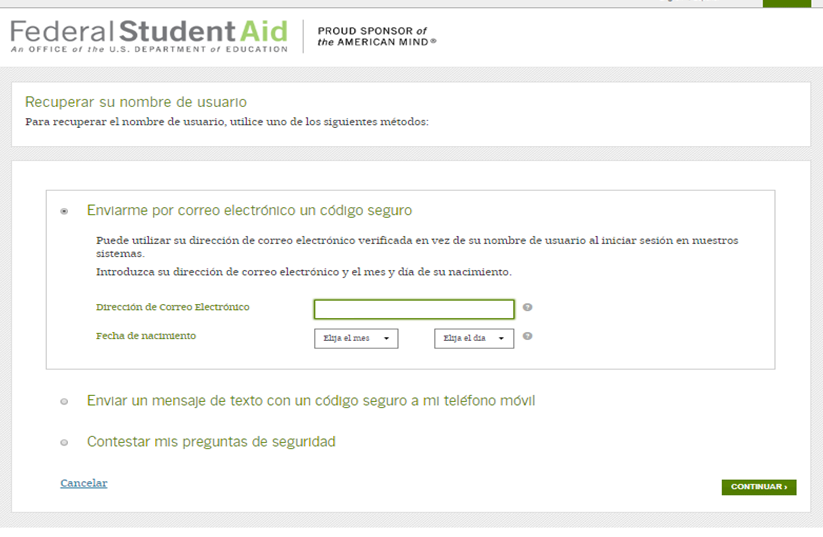 Federal Student Aid
An OFFICE of the U.S. DEPARTMENT of EDUCATION
PROUD SPONSOR of
the AMERICAN MIND®
Recuperar su nombre de usuario
Para recuperar el nombre de usuario, utilice uno de los siguientes métodos:
Enviarme por correo electrónico un código seguro
Puede utilizar su dirección de correo electrónico verificada en vez de su nombre de usuario al iniciar sesión en nuestros
sistemas.
Introduzca su dirección de correo electrónico y el mes y día de su nacimiento.
Dirección de Correo Electrónico
?
Fecha de nacimiento
Elija el mes
Elija el dia
?
Enviar un mensaje de texto con un código seguro a mi teléfono móvil
Contestar mis preguntas de seguridad
Cancelar
CONTINUAR ›